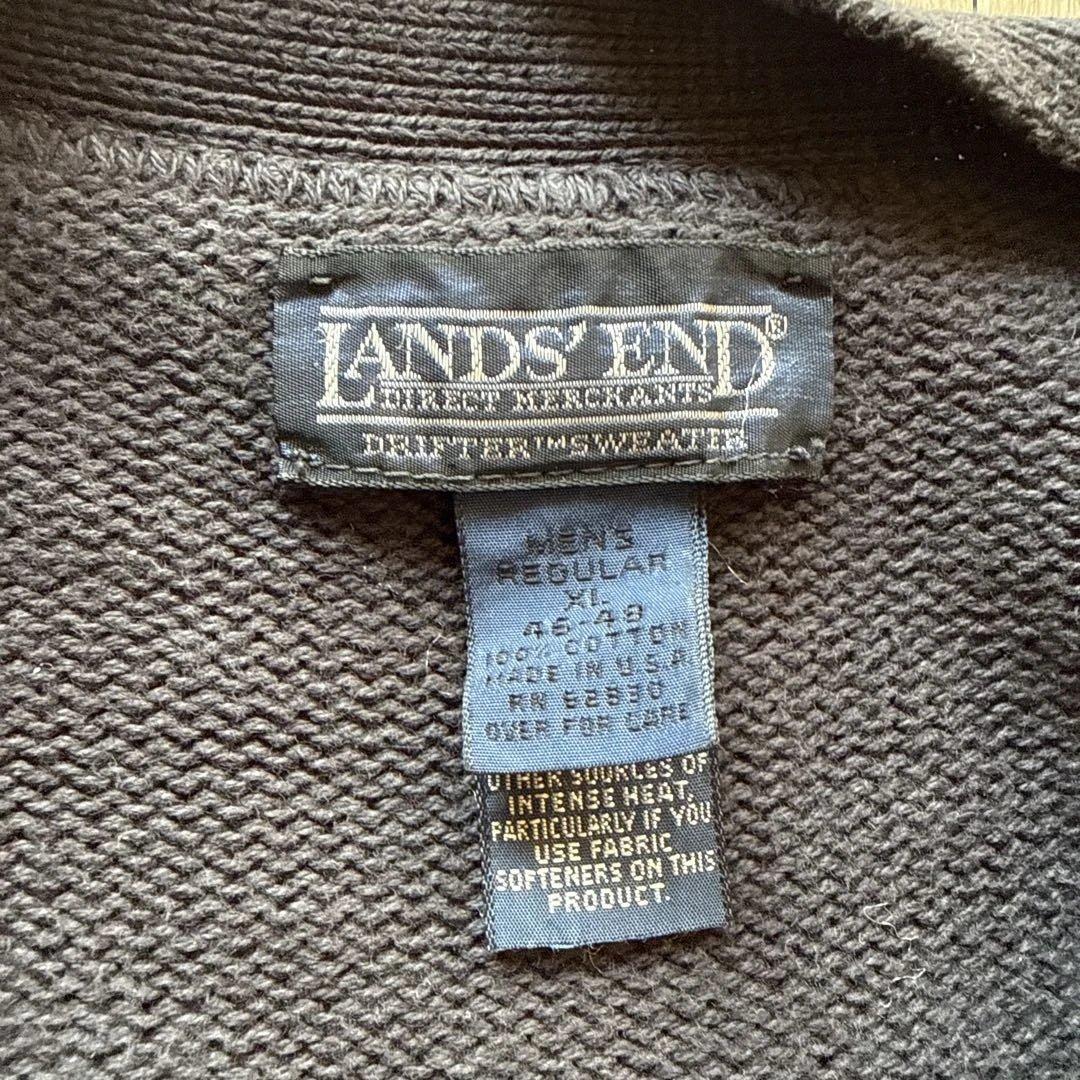 LANDS' END®
DIRECT MERCHANTS
DRIFTER™ SWEATER
MEN'S
REGULAR
XL
46-48
100% COTTON
MADE IN U.S.A.
RN
OVER FOR CARE
OTHER SOURCES OF
INTENSE HEAT,
PARTICULARLY IF YOU
USE FABRIC
SOFTENERS ON THIS
PRODUCT.